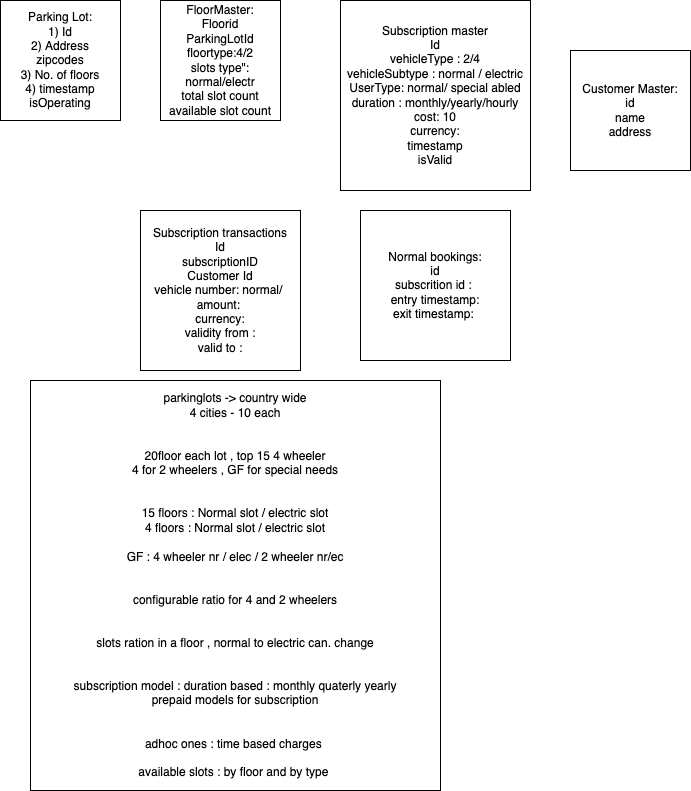 Parking Lot:
1) Id
2) Address
zipcodes
3) No. of floors
4) timestamp
isOperating
FloorMaster:
Floorid
ParkingLotId
floortype:4/2
slots type":
normal/electr
total slot count
available slot count
Subscription master
Id
vehicleType : 2/4
vehicleSubtype : normal / electric
UserType: normal/ special abled
duration : monthly/yearly/hourly
cost: 10
currency:
timestamp
isValid
Customer Master:
id
name
address
Subscription transactions
Id
subscriptionID
Customer Id
vehicle number: normal/
amount:
currency:
validity from :
valid to :
Normal bookings:
id
subscrition id :
entry timestamp:
exit timestamp:
parkinglots -> country wide
4 cities - 10 each
20floor each lot , top 15 4 wheeler
4 for 2 wheelers , GF for special needs
15 floors : Normal slot / electric slot
4 floors : Normal slot / electric slot
GF : 4 wheeler nr / elec / 2 wheeler nr/ec
configurable ratio for 4 and 2 wheelers
slots ration in a floor , normal to electric can. change
subscription model : duration based : monthly quaterly yearly
prepaid models for subscription
adhoc ones : time based charges
available slots : by floor and by type